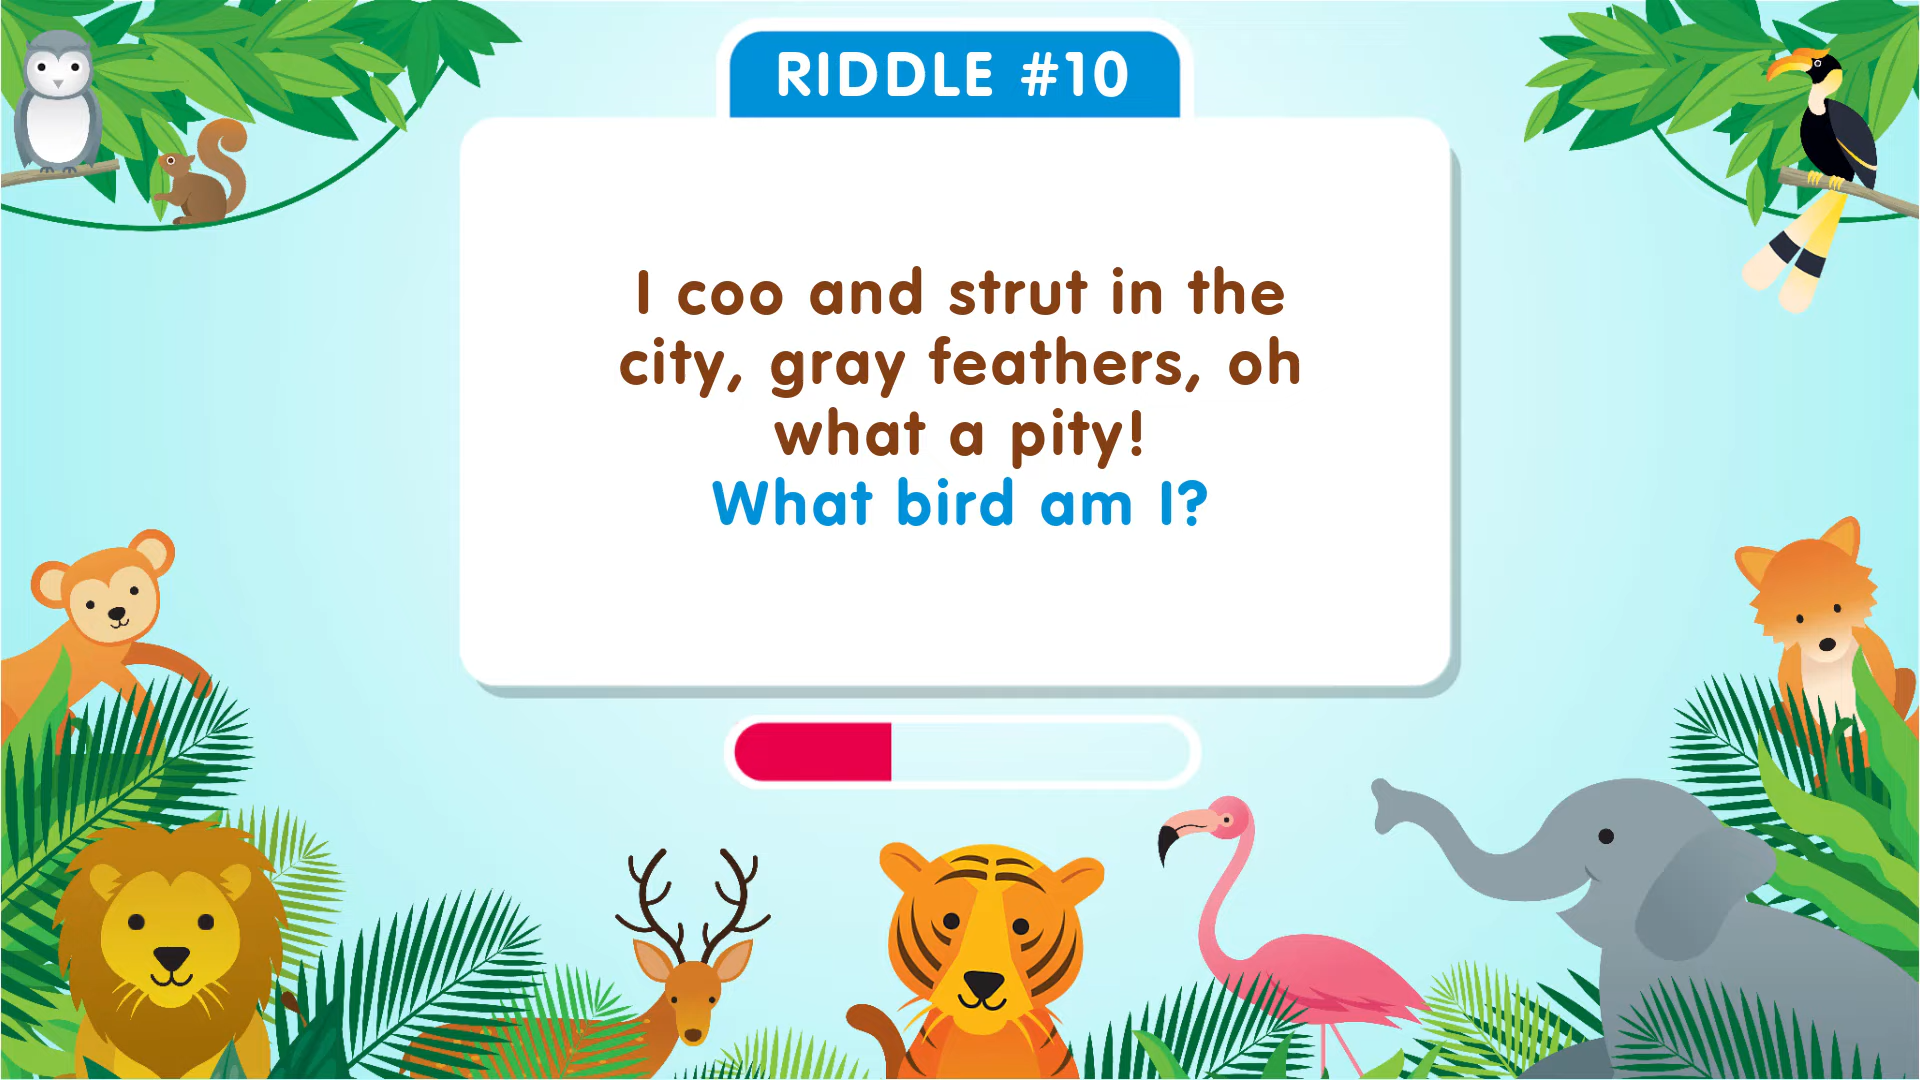 RIDDLE #10
I coo and strut in the
city, gray feathers, oh
what a pity!
What bird am I?